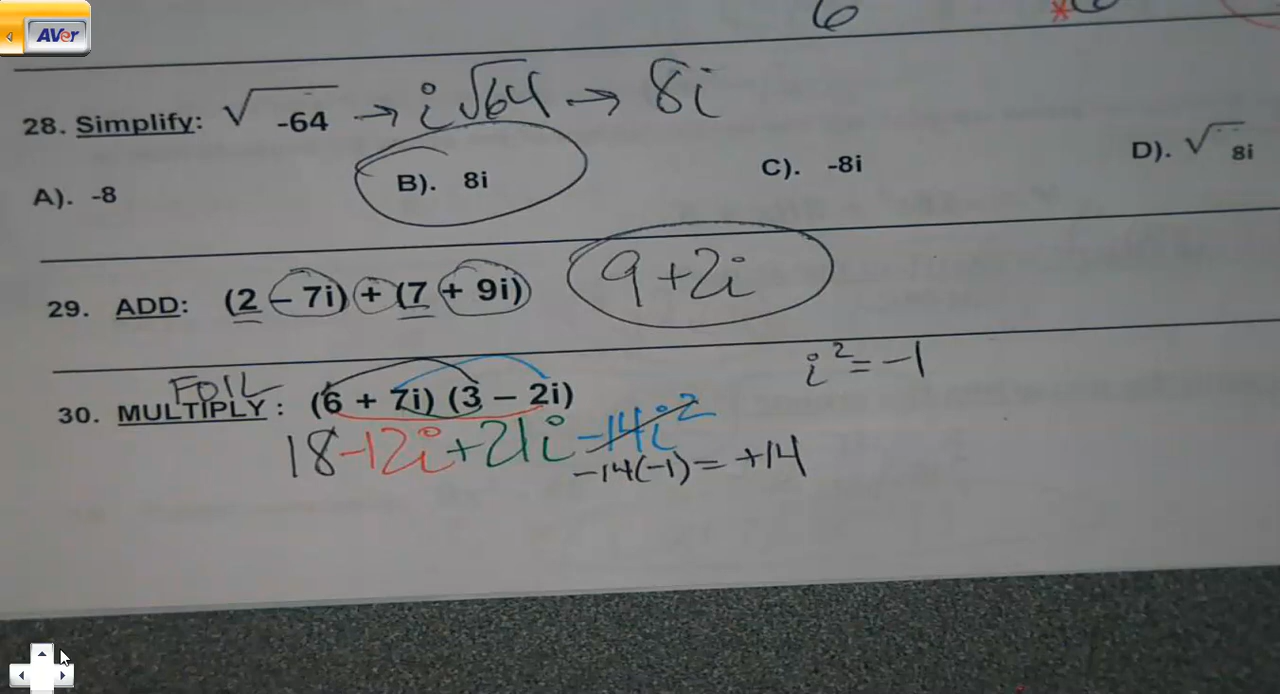 AVer
6
28. Simplify: √-64 → i√64 → 8i
A). -8 B). 8i C). -8i D). √8i
29. ADD: (2 - 7i) + (7 + 9i) 9+2i
i² = -1
FOIL
30. MULTIPLY: (6 + 7i) (3 - 2i)
18-12i+21i-14i²
-14(-1) = +14